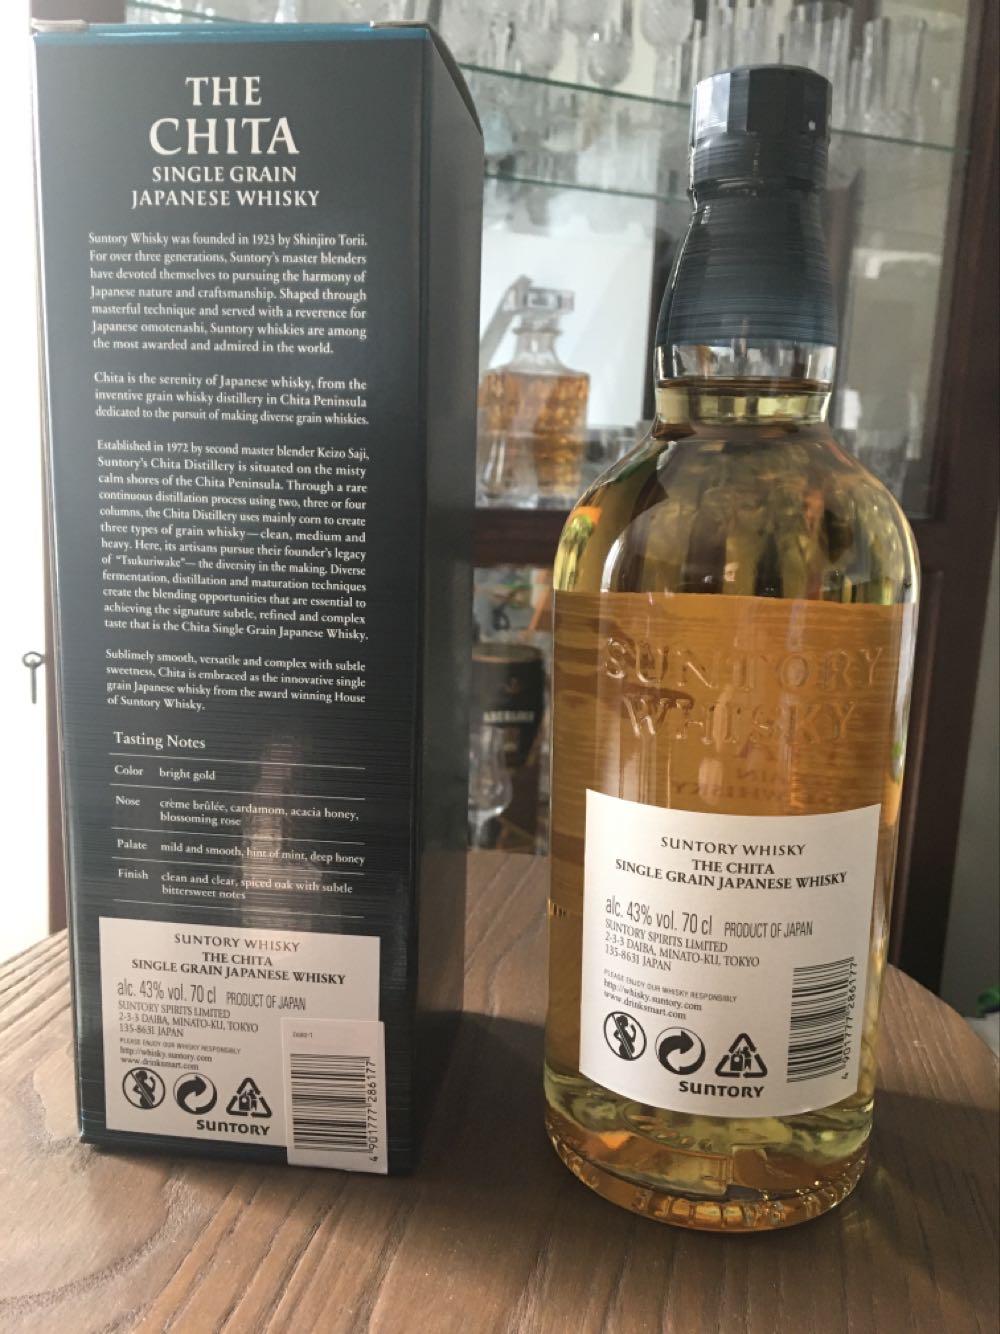 THE
CHITA
SINGLE GRAIN
JAPANESE WHISKY
Suntory Whisky was founded in 1923 by Shinjiro Torii.
For over three generations, Suntory's master blenders
have devoted themselves to pursuing the harmony of
Japanese nature and craftsmanship. Shaped through
masterful technique and served with a reverence for
Japanese omotenashi, Suntory whiskies are among
the most awarded and admired in the world.
Chita is the serenity of Japanese whisky, from the
inventive grain whisky distillery in Chita Peninsula
dedicated to the pursuit of making diverse grain whiskies.
Established in 1972 by second master blender Keizo Saji,
Suntory's Chita Distillery is situated on the misty
calm shores of the Chita Peninsula. Through a rare
continuous distillation process using two, three or four
columns, the Chita Distillery uses mainly corn to create
three types of grain whisky—clean, medium and
heavy. Here, its artisans pursue their founder's legacy
of "Tsukuriwake"— the diversity in the making. Diverse
fermentation, distillation and maturation techniques
create the blending opportunities that are essential to
achieving the signature subtle, refined and complex
taste that is the Chita Single Grain Japanese Whisky.
Sublimely smooth, versatile and complex with subtle
sweetness, Chita is embraced as the innovative single
grain Japanese whisky from the award winning House
of Suntory Whisky.
Tasting Notes
Color bright gold
Nose crème brûlée, cardamom, acacia honey,
blossoming rose
Palate mild and smooth, hint of mint, deep honey
Finish clean and clear, spiced oak with subtle
bittersweet notes
SUNTORY WHISKY
THE CHITA
SINGLE GRAIN JAPANESE WHISKY
alc. 43% vol. 70 cl PRODUCT OF JAPAN
SUNTORY SPIRITS LIMITED
2-3-3 DAIBA, MINATO-KU, TOKYO
135-8631 JAPAN
PLEASE ENJOY OUR WHISKY RESPONSIBLY
http://whisky.suntory.com
www.drinksmart.com
SUNTORY
4 901777 286177
SUNTORY
WHISKY
SUNTORY WHISKY
THE CHITA
SINGLE GRAIN JAPANESE WHISKY
alc. 43% vol. 70 cl PRODUCT OF JAPAN
SUNTORY SPIRITS LIMITED
2-3-3 DAIBA, MINATO-KU, TOKYO
135-8631 JAPAN
PLEASE ENJOY OUR WHISKY RESPONSIBLY
http://whisky.suntory.com
www.drinksmart.com
SUNTORY
4 901777 286177